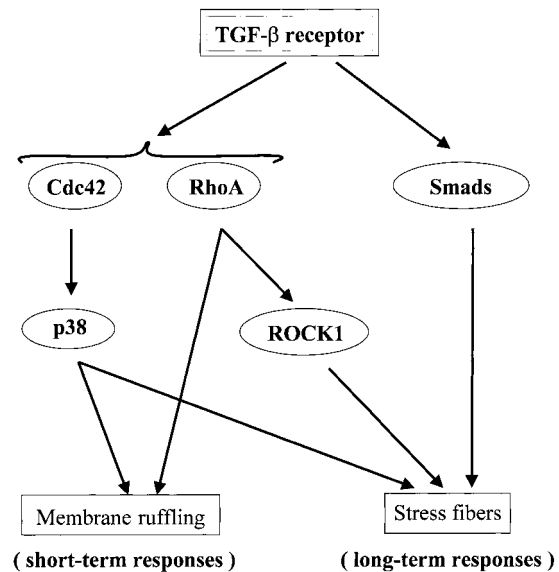 TGF-β receptor
Cdc42
RhoA
Smads
p38
ROCK1
Membrane ruffling
Stress fibers
( short-term responses )
( long-term responses )